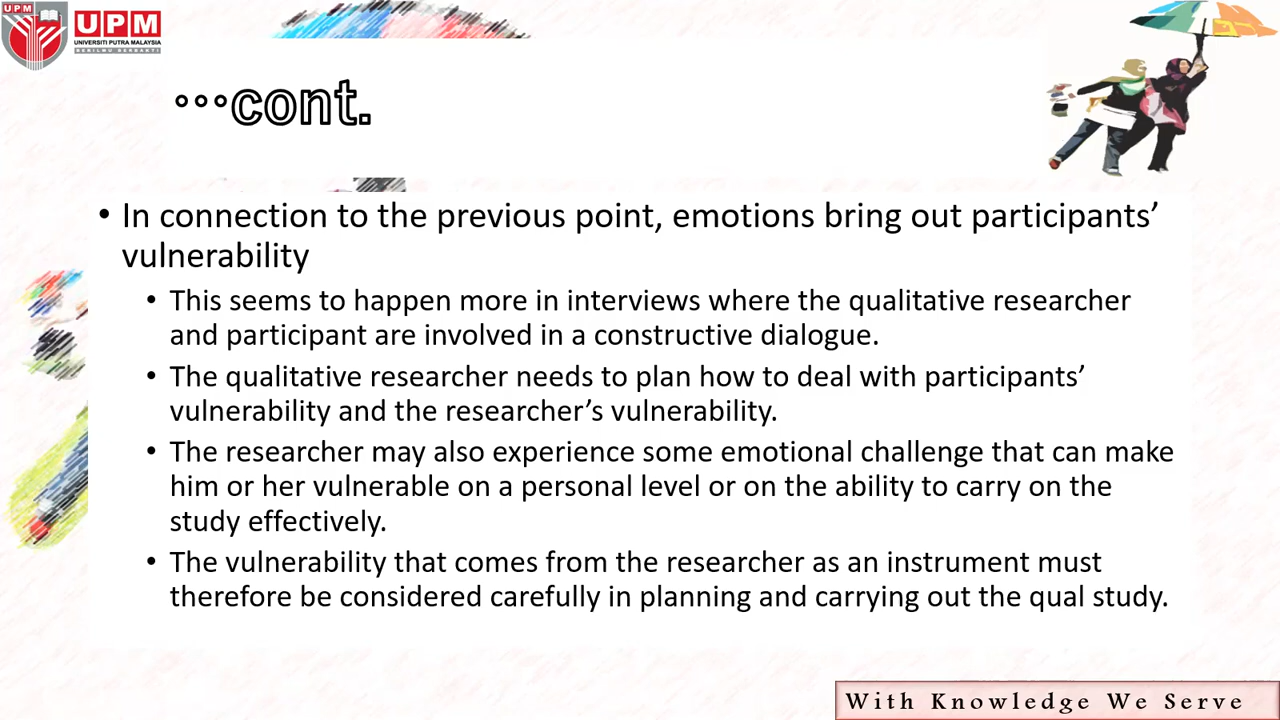 UPM
UPM
UNIVERSITI PUTRA MALAYSIA
BERILMU BERBAKTI
...cont.
• In connection to the previous point, emotions bring out participants’
vulnerability
• This seems to happen more in interviews where the qualitative researcher
and participant are involved in a constructive dialogue.
• The qualitative researcher needs to plan how to deal with participants’
vulnerability and the researcher’s vulnerability.
• The researcher may also experience some emotional challenge that can make
him or her vulnerable on a personal level or on the ability to carry on the
study effectively.
• The vulnerability that comes from the researcher as an instrument must
therefore be considered carefully in planning and carrying out the qual study.
With Knowledge We Serve